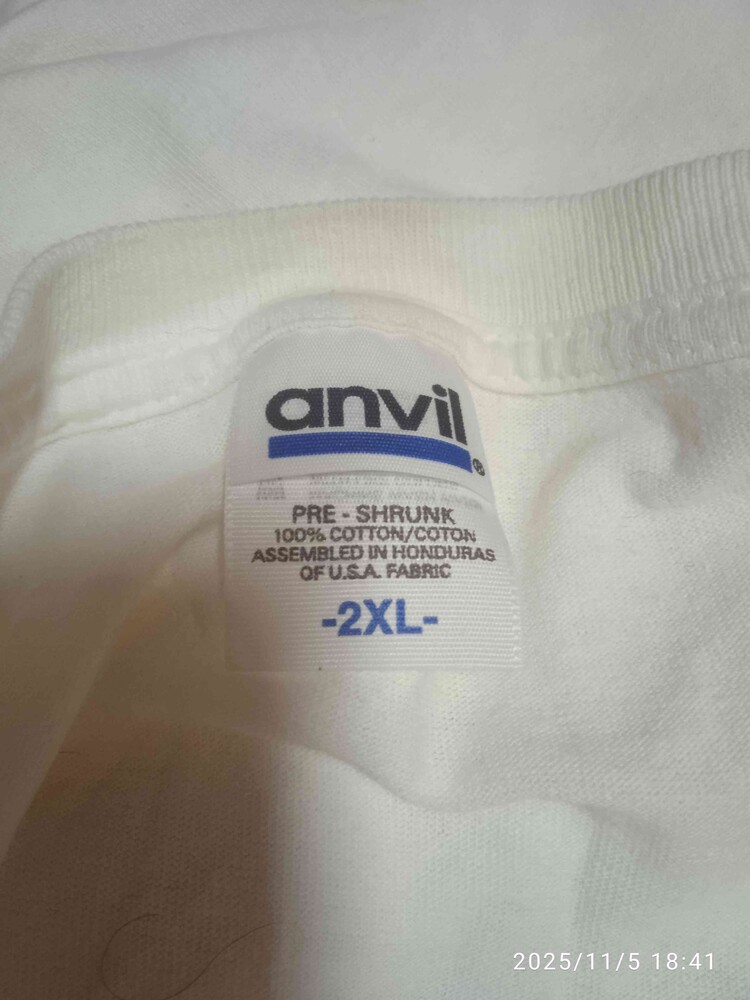 anvil®
PRE - SHRUNK
100% COTTON/COTON
ASSEMBLED IN HONDURAS
OF U.S.A. FABRIC
-2XL-
2025/11/5 18:41